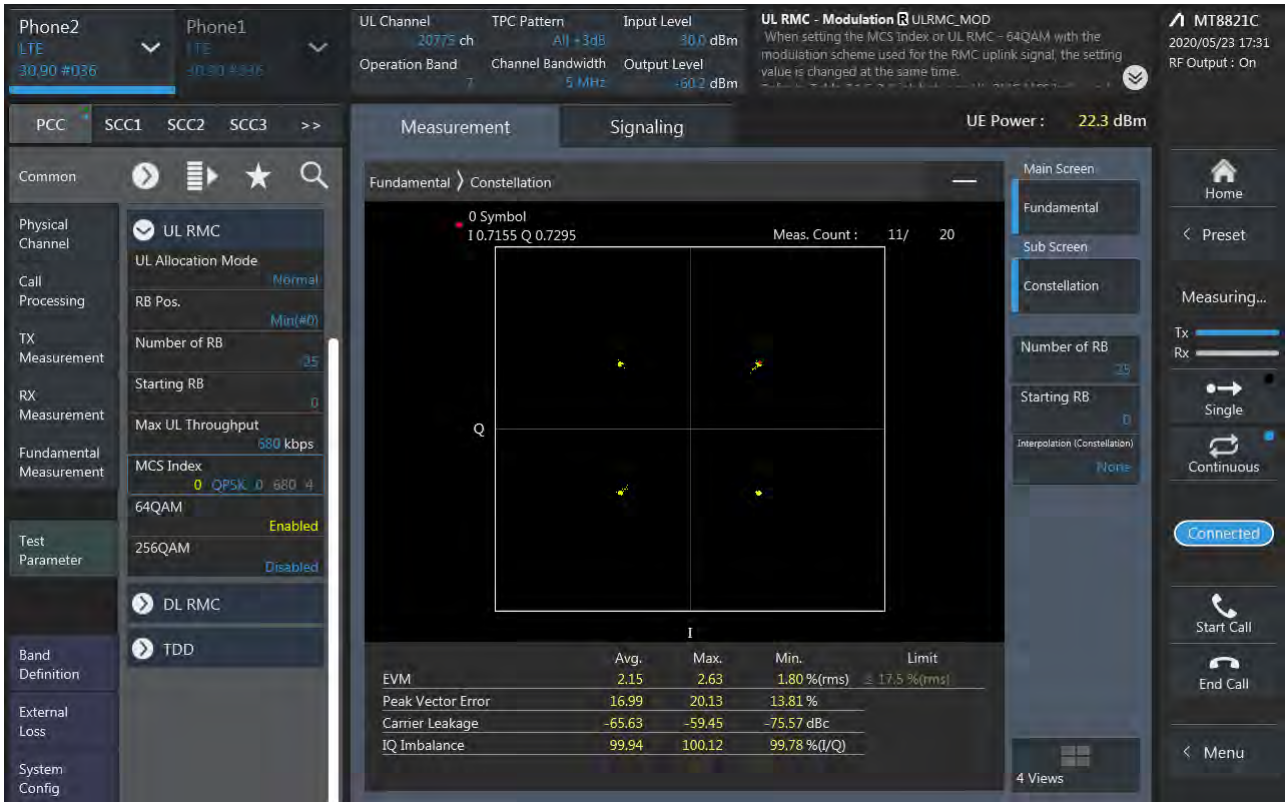 Phone2
LTE
30.90 #036
Phone1
LTE
30.90 #036
UL Channel
20775 ch
Operation Band
7
TPC Pattern
All +3dB
Channel Bandwidth
5 MHz
Input Level
30.0 dBm
Output Level
-60.2 dBm
UL RMC - Modulation R ULRMC_MOD
When setting the MCS Index or UL RMC - 64QAM with the
modulation scheme used for the RMC uplink signal, the setting
value is changed at the same time.
MT8821C
2020/05/23 17:31
RF Output : On
PCC SCC1 SCC2 SCC3 >>
Measurement
Signaling
UE Power : 22.3 dBm
Common
Physical
Channel
Call
Processing
TX
Measurement
RX
Measurement
Fundamental
Measurement
Test
Parameter
Band
Definition
External
Loss
System
Config
UL RMC
UL Allocation Mode
Normal
RB Pos.
Min(#0)
Number of RB
25
Starting RB
0
Max UL Throughput
680 kbps
MCS Index
0 QPSK 0 680 4
64QAM
Enabled
256QAM
Disabled
DL RMC
TDD
Fundamental 〉 Constellation
0 Symbol
I 0.7155 Q 0.7295
Meas. Count : 11/ 20
Q
I
Avg. Max. Min. Limit
EVM 2.15 2.63 1.80 %(rms) ≤ 17.5 %(rms)
Peak Vector Error 16.99 20.13 13.81 %
Carrier Leakage -65.63 -59.45 -75.57 dBc
IQ Imbalance 99.94 100.12 99.78 %(I/Q)
Main Screen
Fundamental
Sub Screen
Constellation
Number of RB
25
Starting RB
0
Interpolation (Constellation)
None
4 Views
Home
< Preset
Measuring...
Tx
Rx
Single
Continuous
Connected
Start Call
End Call
< Menu